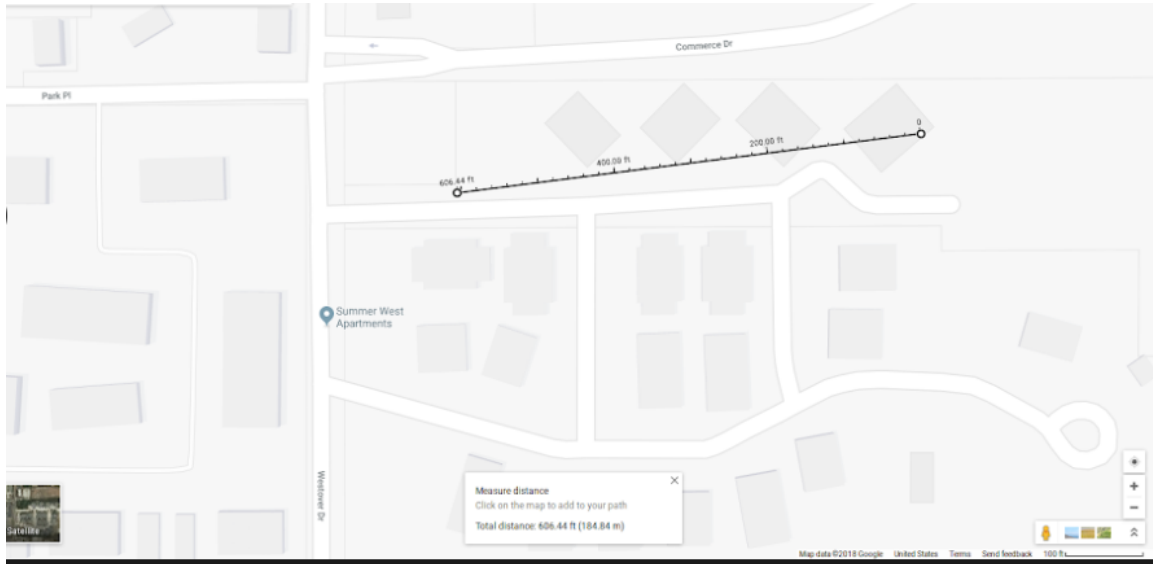 Commerce Dr
Park Pl
0
200.00 ft
400.00 ft
606.44 ft
Summer West
Apartments
Westover Dr
Measure distance
Click on the map to add to your path
Total distance: 606.44 ft (184.84 m)
Satellite
Map data ©2018 Google United States Terms Send feedback 100 ft